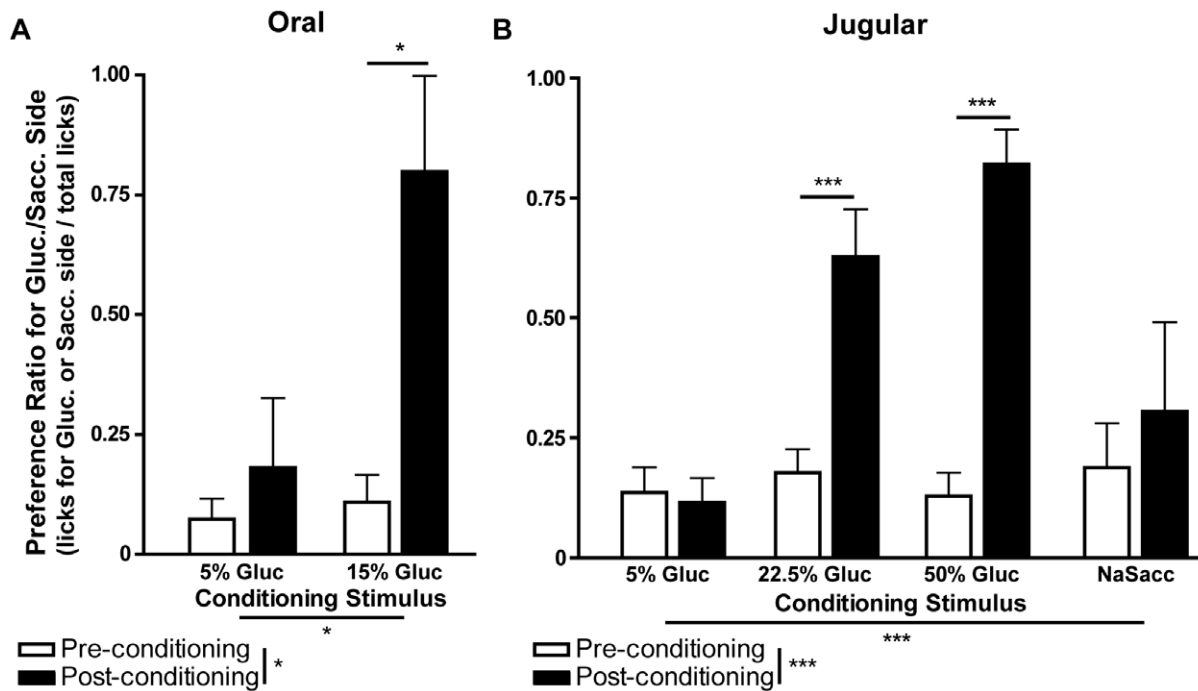 A
Oral
Preference Ratio for Gluc./Sacc. Side
(licks for Gluc. or Sacc. side / total licks)
1.00
0.75
0.50
0.25
0
*
5% Gluc
15% Gluc
Conditioning Stimulus
*
Pre-conditioning
Post-conditioning
*
B
Jugular
1.00
0.75
0.50
0.25
0
***
***
5% Gluc
22.5% Gluc
50% Gluc
NaSacc
Conditioning Stimulus
***
Pre-conditioning
Post-conditioning
***